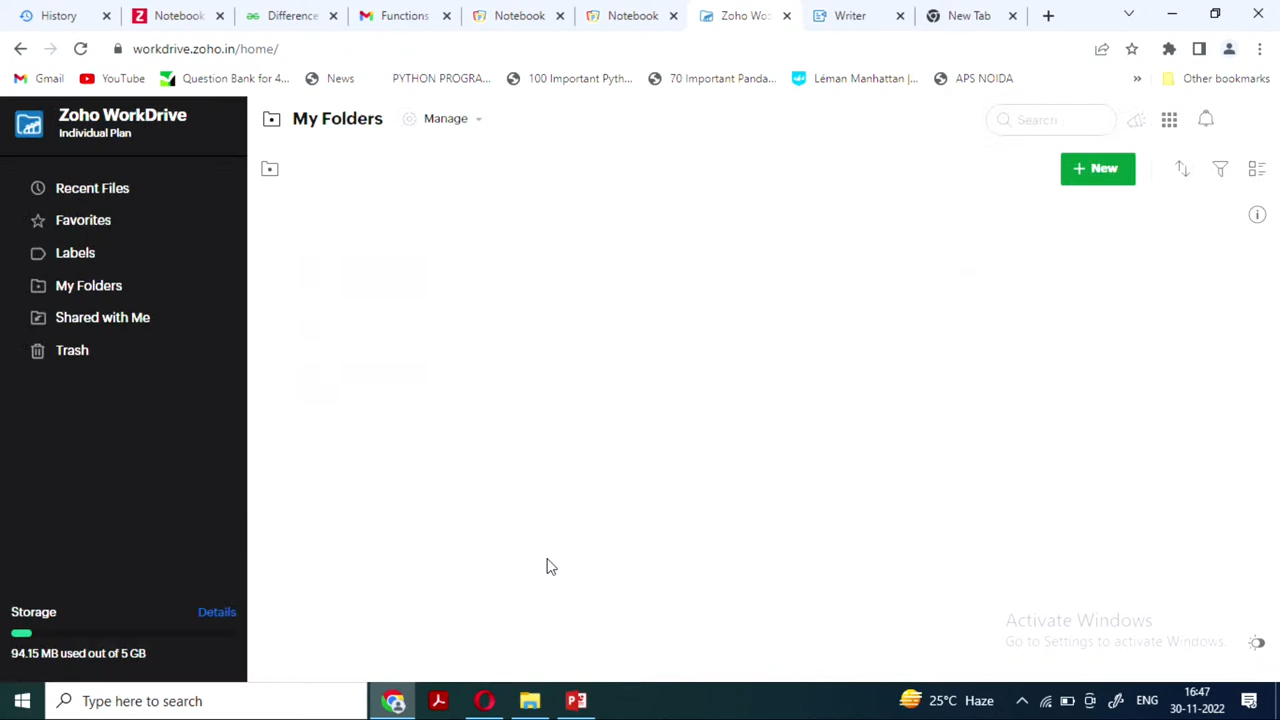 History
Notebook
Difference
Functions
Notebook
Notebook
Zoho Wo
Writer
New Tab
workdrive.zoho.in/home/
Gmail
YouTube
Question Bank for 4...
News
PYTHON PROGRA...
100 Important Pyth...
70 Important Panda...
Léman Manhattan |...
APS NOIDA
Other bookmarks
Zoho WorkDrive
Individual Plan
My Folders
Manage
Search
New
Recent Files
Favorites
Labels
My Folders
Shared with Me
Trash
Storage
Details
94.15 MB used out of 5 GB
Activate Windows
Go to Settings to activate Windows.
Type here to search
25°C Haze
ENG
16:47
30-11-2022